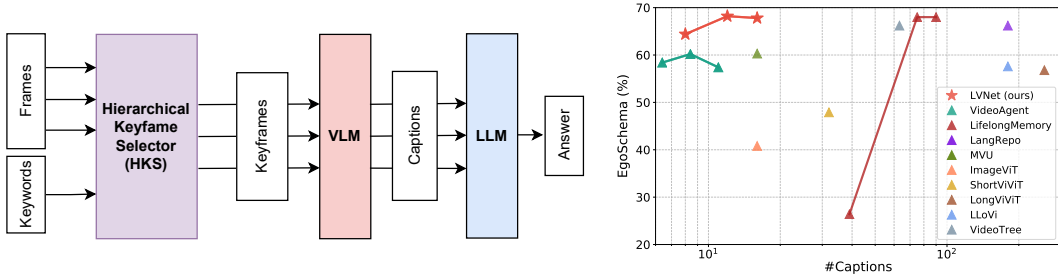 Frames
Keywords
Hierarchical
Keyfame
Selector
(HKS)
Keyframes
VLM
Captions
LLM
Answer
EgoSchema (%)
70
60
50
40
30
20
10¹
10²
#Captions
LVNet (ours)
VideoAgent
LifelongMemory
LangRepo
MVU
ImageViT
ShortViViT
LongViViT
LLoVi
VideoTree